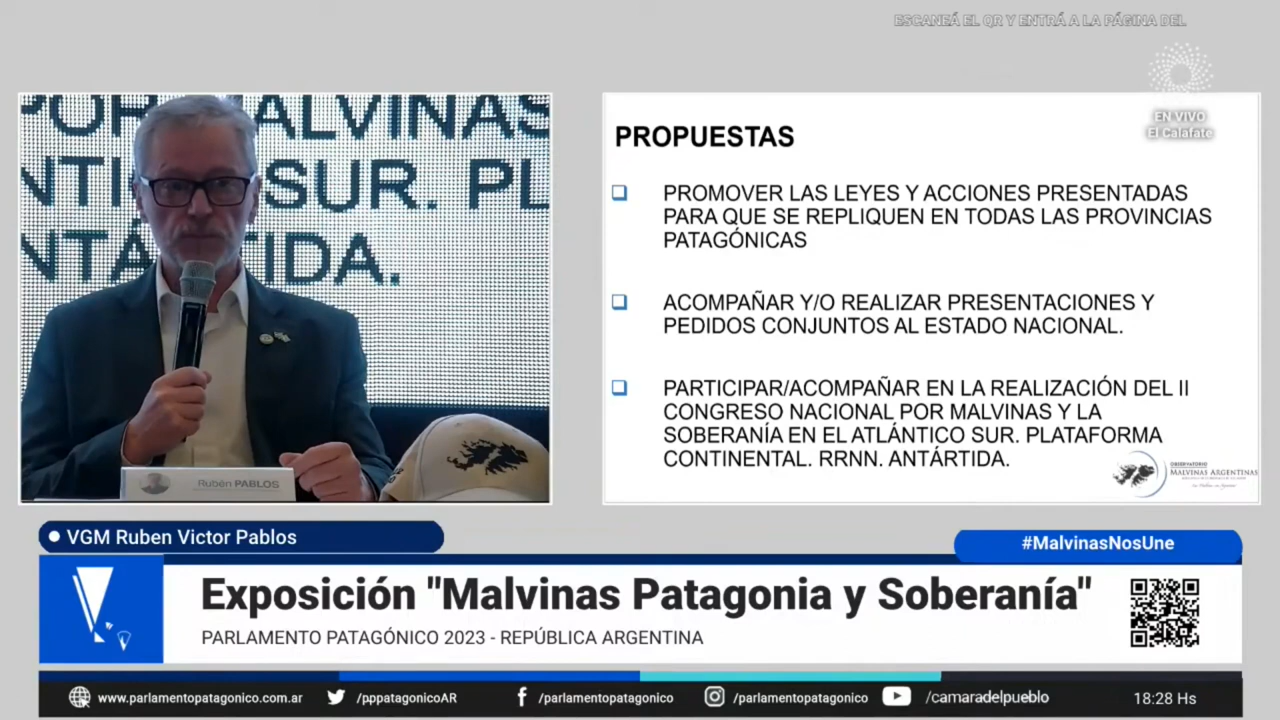 ESCANEÁ EL QR Y ENTRÁ A LA PÁGINA DEL
EN VIVO
El Calafate
POR MALVINAS
SUR. PL
NTÁRTIDA.
Rubén PABLOS
PROPUESTAS
PROMOVER LAS LEYES Y ACCIONES PRESENTADAS
PARA QUE SE REPLIQUEN EN TODAS LAS PROVINCIAS
PATAGÓNICAS
ACOMPAÑAR Y/O REALIZAR PRESENTACIONES Y
PEDIDOS CONJUNTOS AL ESTADO NACIONAL.
PARTICIPAR/ACOMPAÑAR EN LA REALIZACIÓN DEL II
CONGRESO NACIONAL POR MALVINAS Y LA
SOBERANÍA EN EL ATLÁNTICO SUR. PLATAFORMA
CONTINENTAL. RRNN. ANTÁRTIDA.
OBSERVATORIO
MALVINAS ARGENTINAS
VGM Ruben Victor Pablos
#MalvinasNosUne
Exposición "Malvinas Patagonia y Soberanía"
PARLAMENTO PATAGÓNICO 2023 - REPÚBLICA ARGENTINA
www.parlamentopatagonico.com.ar
/pppatagonicoAR
/parlamentopatagonico
/parlamentopatagonico
/camaradelpueblo
18:28 Hs